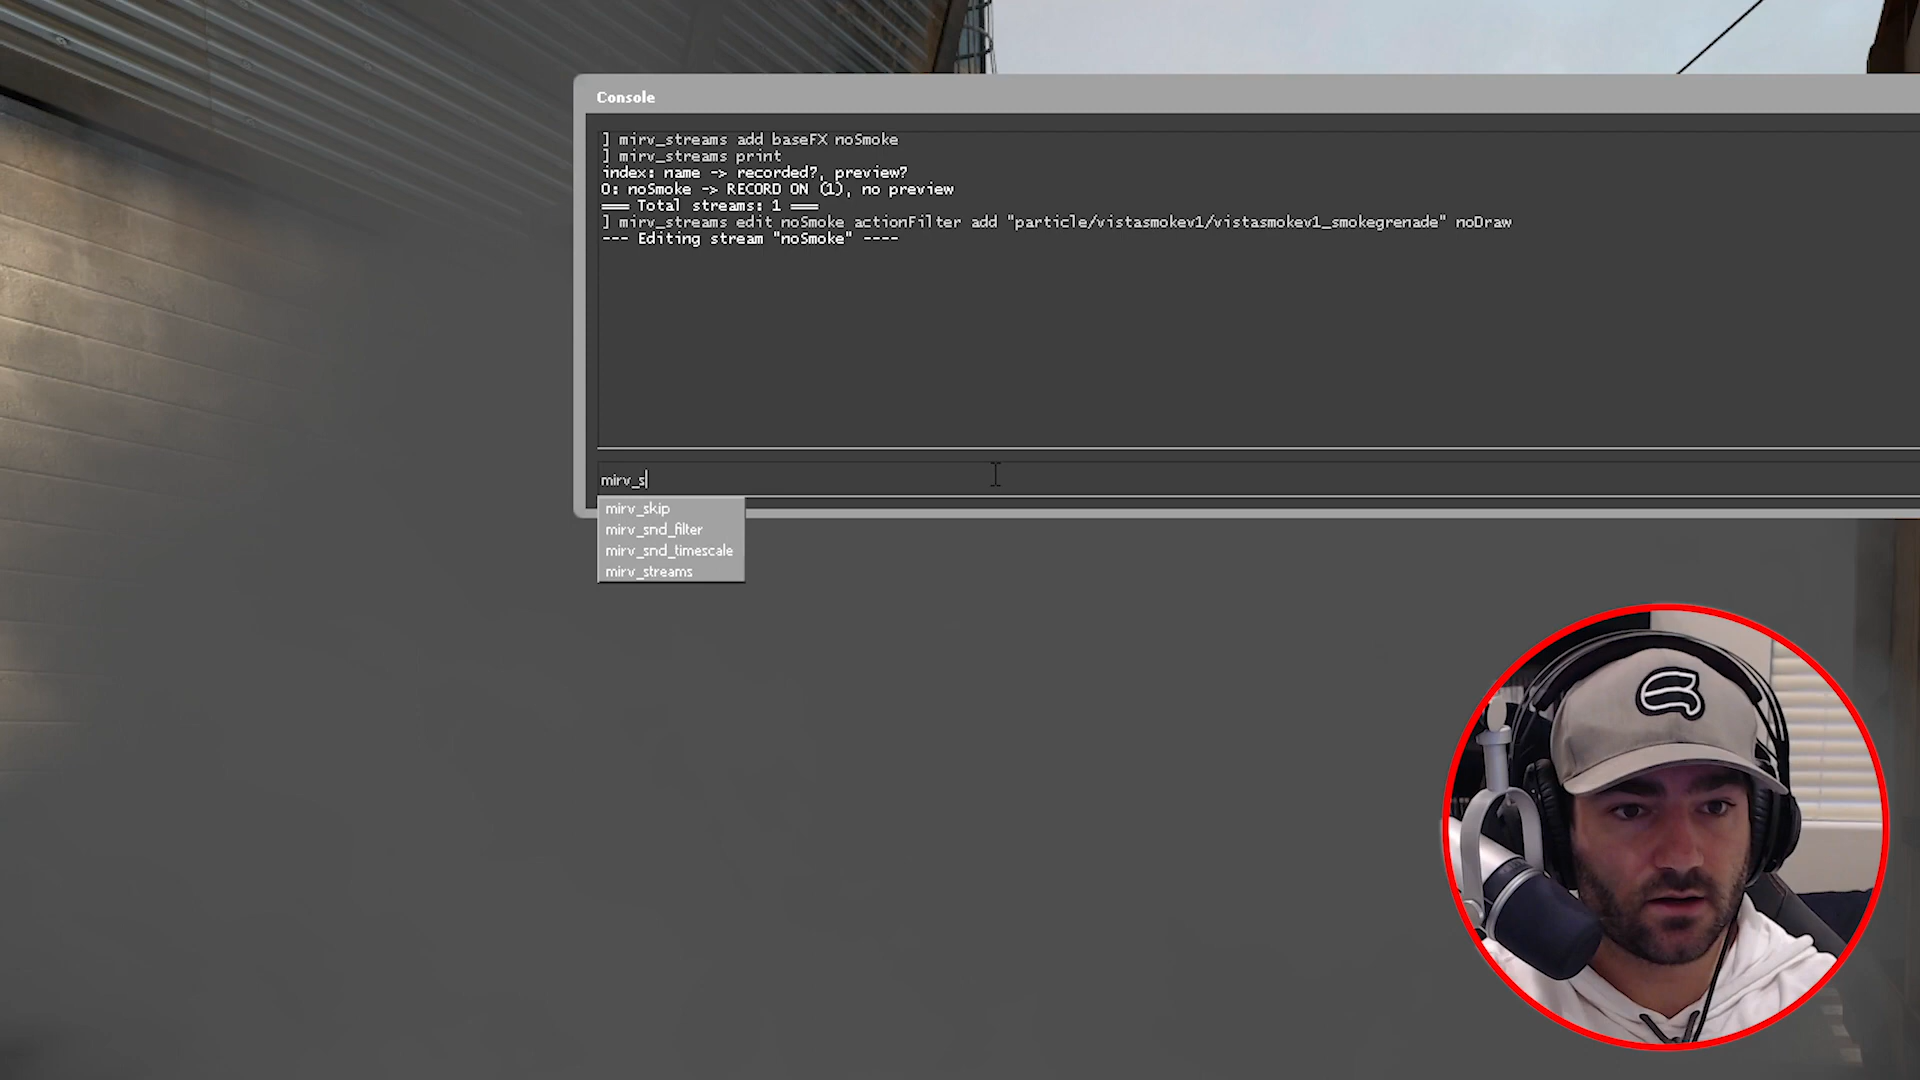 Console
] mirv_streams add baseFX noSmoke
] mirv_streams print
index: name -> recorded?, preview?
0: noSmoke -> RECORD ON (1), no preview
=== Total streams: 1 ===
] mirv_streams edit noSmoke actionFilter add "particle/vistasmokev1/vistasmokev1_smokegrenade" noDraw
--- Editing stream "noSmoke" ----
mirv_s
mirv_skip
mirv_snd_filter
mirv_snd_timescale
mirv_streams